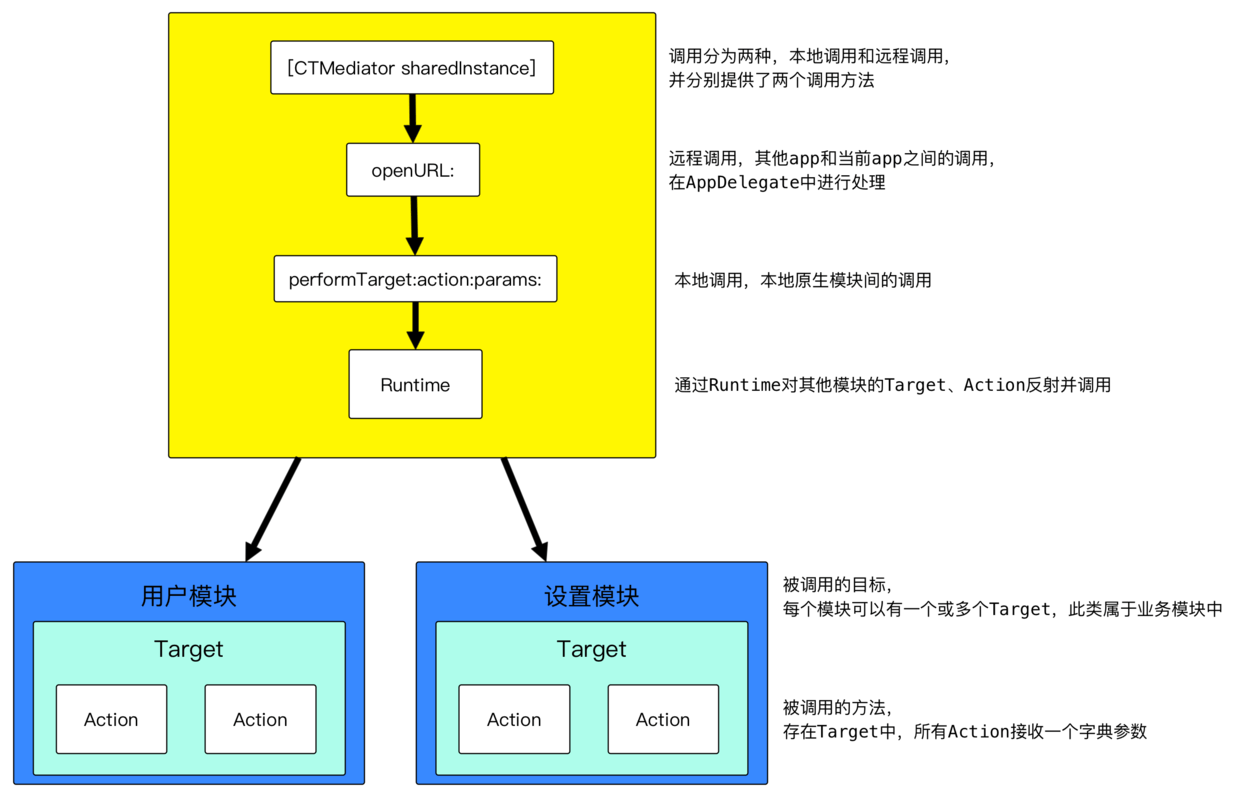 [CTMediator sharedInstance]
调用分为两种，本地调用和远程调用，
并分别提供了两个调用方法
openURL:
远程调用，其他app和当前app之间的调用，
在AppDelegate中进行处理
performTarget:action:params:
本地调用，本地原生模块间的调用
Runtime
通过Runtime对其他模块的Target、Action反射并调用
用户模块
Target
Action
Action
设置模块
Target
Action
Action
被调用的目标，
每个模块可以有一个或多个Target，此类属于业务模块中
被调用的方法，
存在Target中，所有Action接收一个字典参数